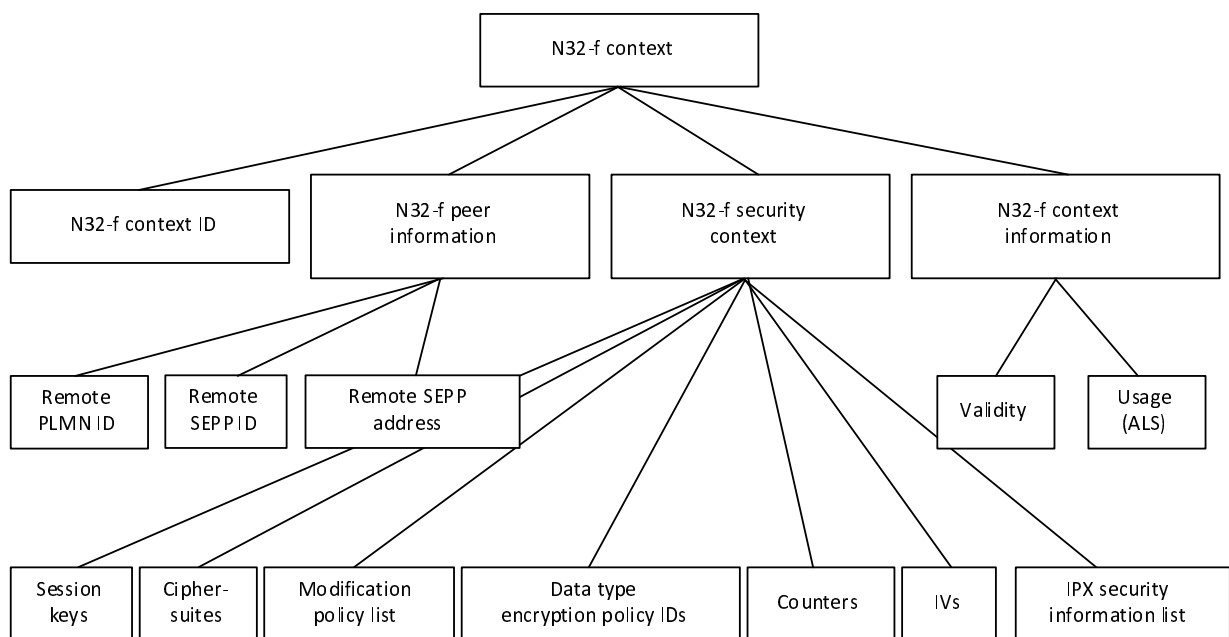 N32-f context
N32-f context ID
N32-f peer
information
N32-f security
context
N32-f context
information
Remote
PLMN ID
Remote
SEPP ID
Remote SEPP
address
Validity
Usage
(ALS)
Session
keys
Cipher-
suites
Modification
policy list
Data type
encryption policy IDs
Counters
IVs
IPX security
information list